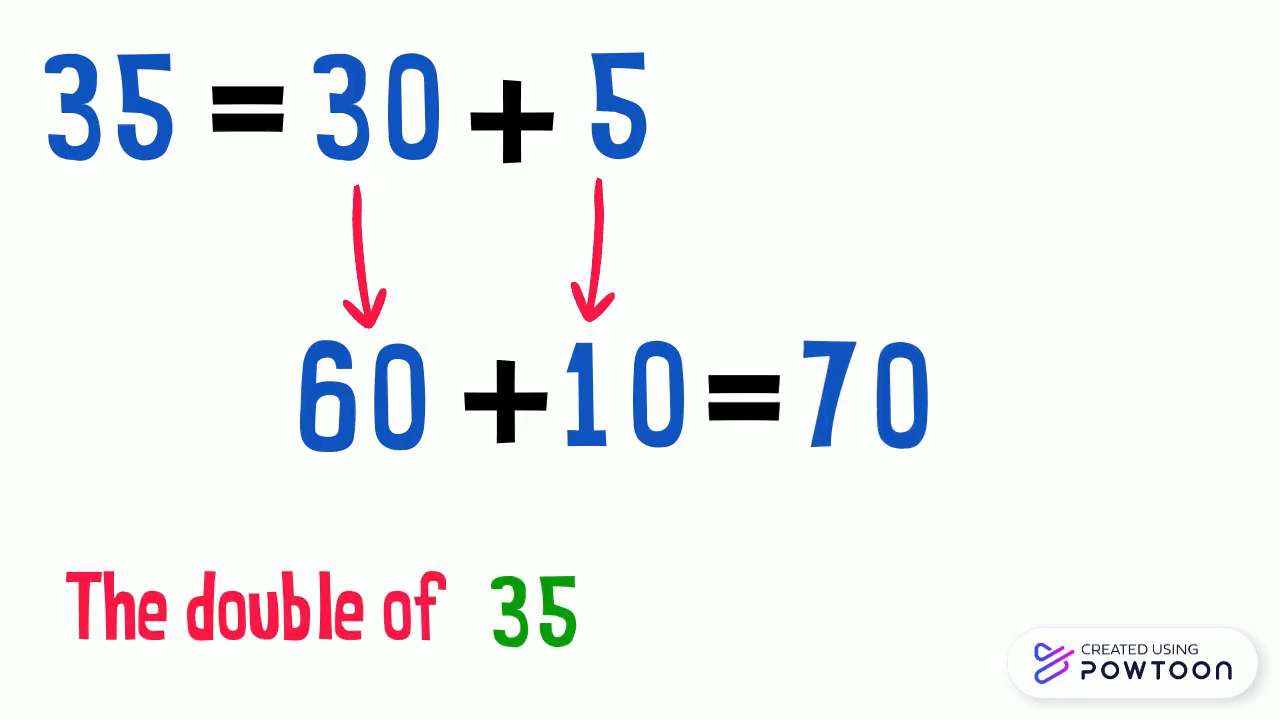 35 = 30 + 5
60 + 10 = 70
The double of 35
CREATED USING
POWTOON